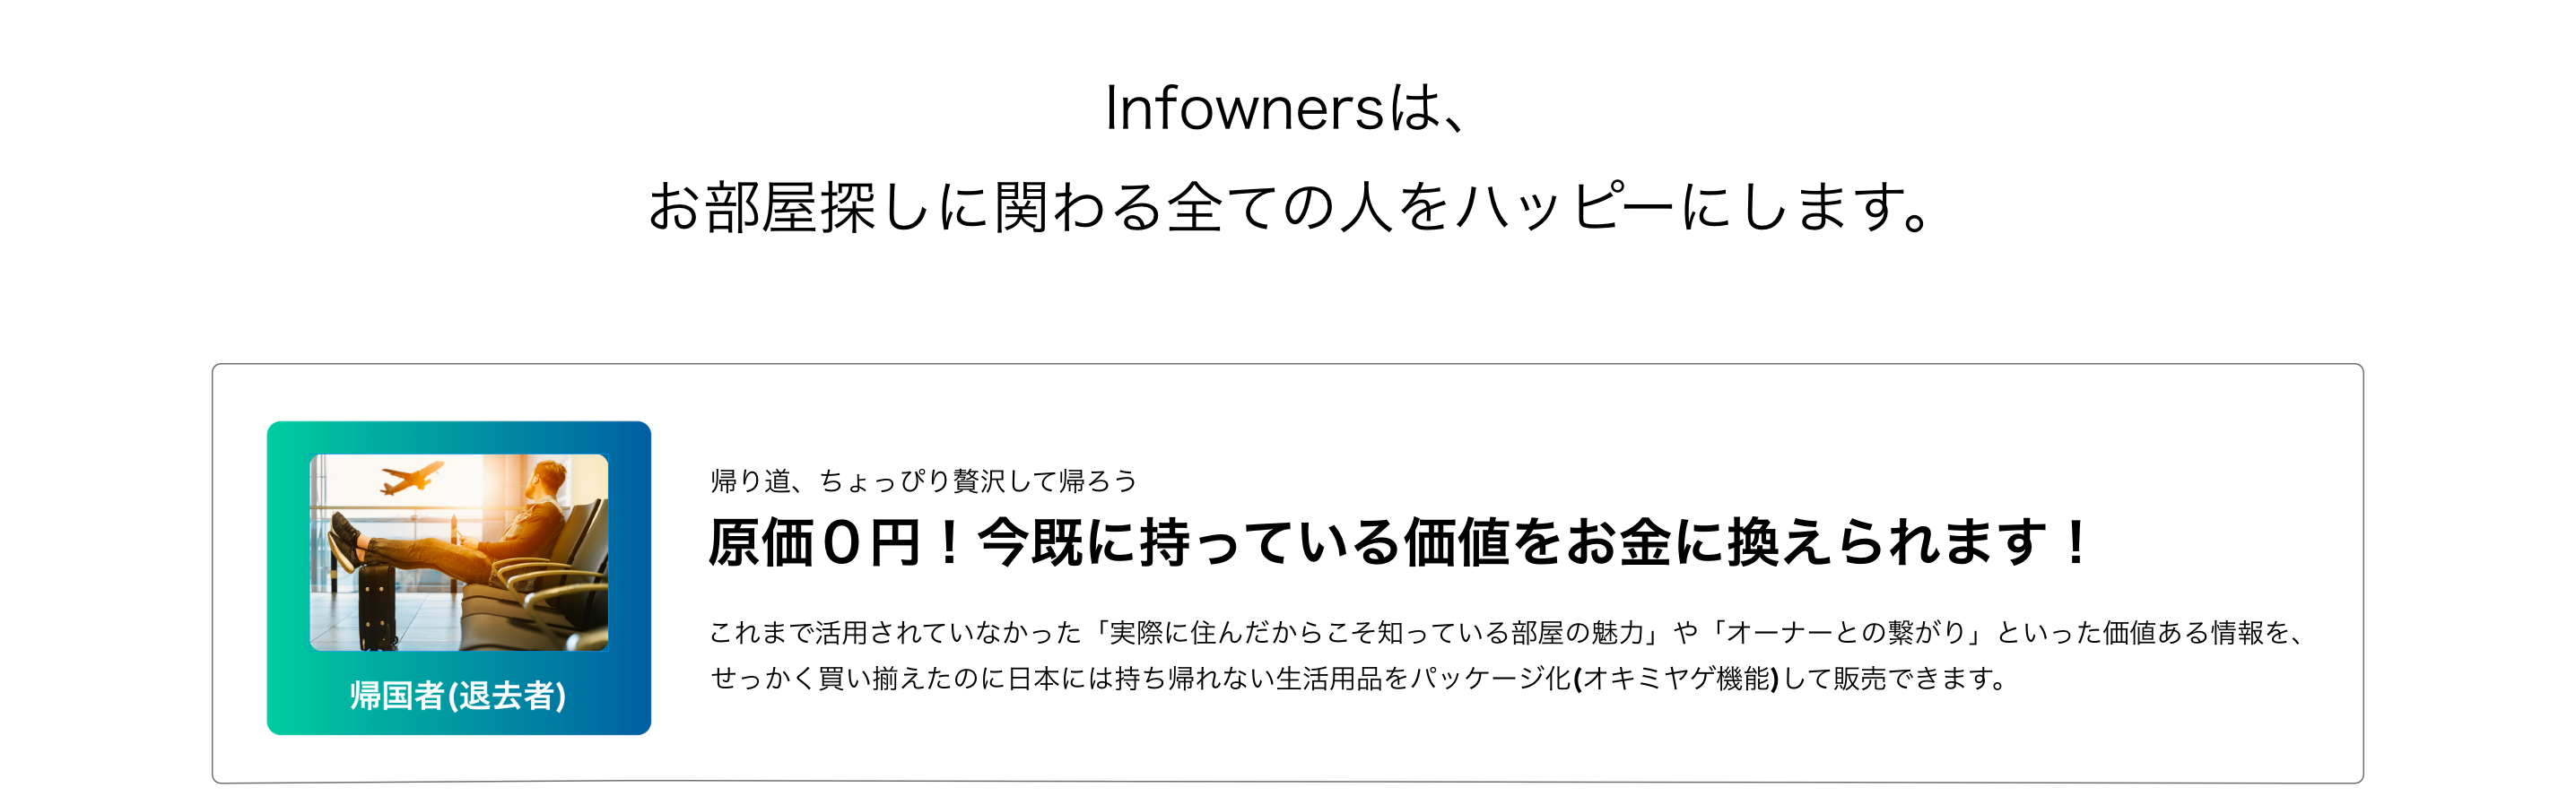 Infownersは、
お部屋探しに関わる全ての人をハッピーにします。
帰国者(退去者)
帰り道、ちょっぴり贅沢して帰ろう
原価０円！今既に持っている価値をお金に換えられます！
これまで活用されていなかった「実際に住んだからこそ知っている部屋の魅力」や「オーナーとの繋がり」といった価値ある情報を、
せっかく買い揃えたのに日本には持ち帰れない生活用品をパッケージ化(オキミヤゲ機能)して販売できます。